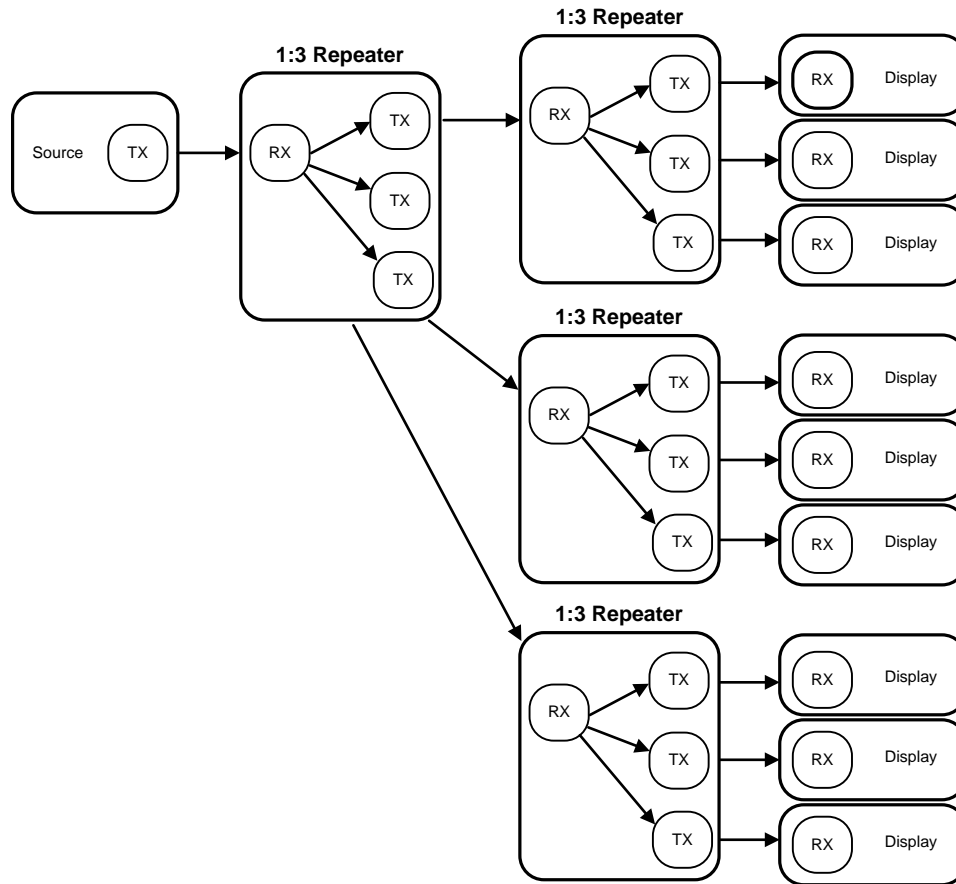 1:3 Repeater
1:3 Repeater
Source
TX
RX
TX
TX
TX
RX
TX
TX
TX
RX
Display
RX
Display
RX
Display
1:3 Repeater
RX
TX
TX
TX
RX
Display
RX
Display
RX
Display
1:3 Repeater
RX
TX
TX
TX
RX
Display
RX
Display
RX
Display